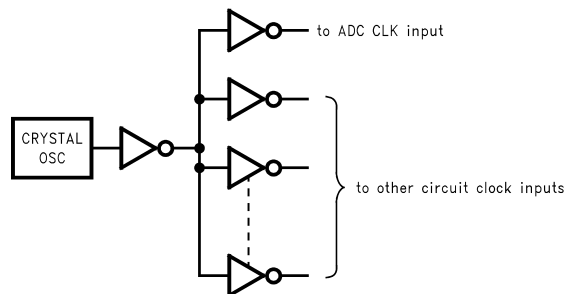 to ADC CLK input
CRYSTAL
OSC
to other circuit clock inputs